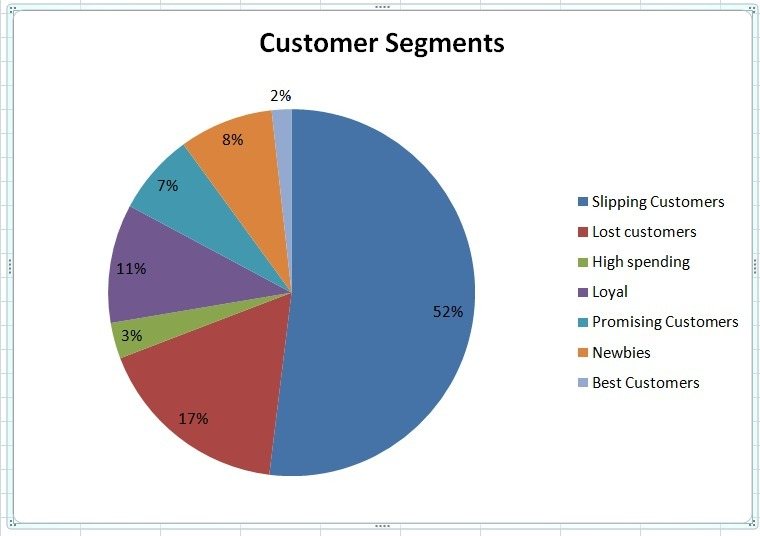 Customer Segments
2%
8%
7%
11%
3%
17%
52%
Slipping Customers
Lost customers
High spending
Loyal
Promising Customers
Newbies
Best Customers